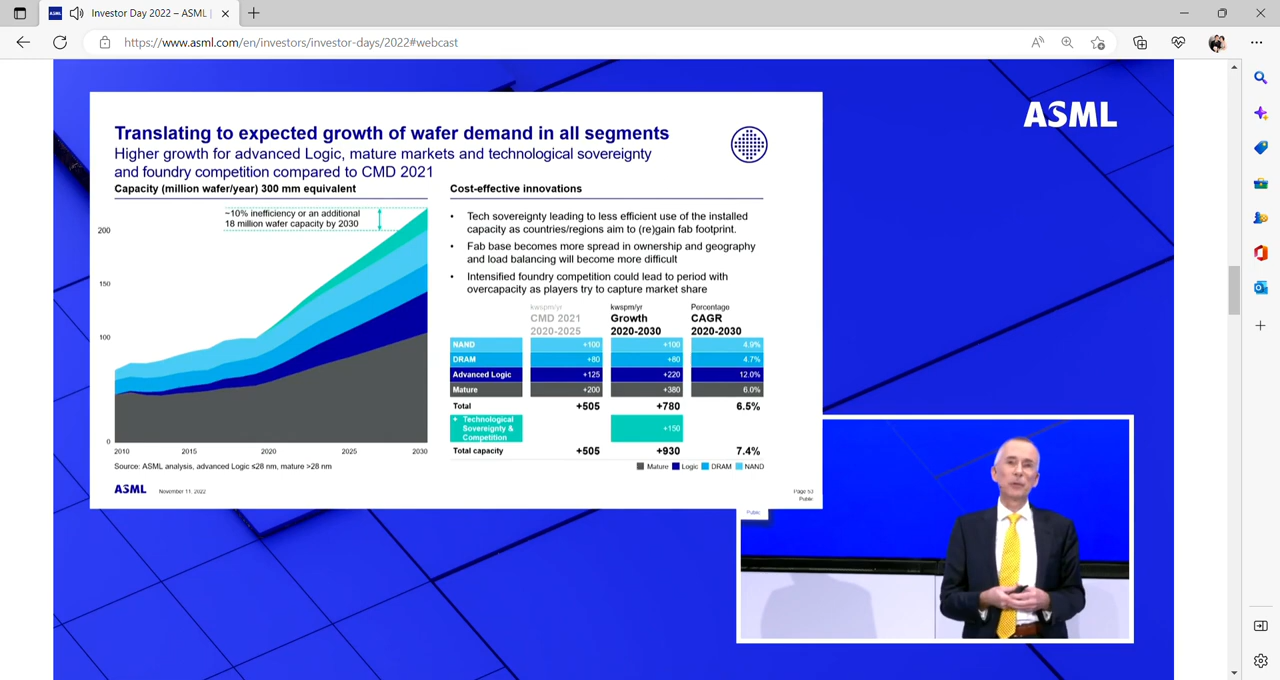 Investor Day 2022 – ASML |
https://www.asml.com/en/investors/investor-days/2022#webcast
ASML
Translating to expected growth of wafer demand in all segments
Higher growth for advanced Logic, mature markets and technological sovereignty
and foundry competition compared to CMD 2021
Capacity (million wafer/year) 300 mm equivalent
~10% inefficiency or an additional
18 million wafer capacity by 2030
200
150
100
0
2010 2015 2020 2025 2030
Source: ASML analysis, advanced Logic ≤28 nm, mature >28 nm
Cost-effective innovations
• Tech sovereignty leading to less efficient use of the installed
capacity as countries/regions aim to (re)gain fab footprint.
• Fab base becomes more spread in ownership and geography
and load balancing will become more difficult
• Intensified foundry competition could lead to period with
overcapacity as players try to capture market share
kwspm/yr kwspm/yr Percentage
CMD 2021 Growth CAGR
2020-2025 2020-2030 2020-2030
NAND +100 +100 4.9%
DRAM +80 +80 4.7%
Advanced Logic +125 +220 12.0%
Mature +200 +380 6.0%
Total +505 +780 6.5%
+ Technological
Sovereignty & +150
Competition
Total capacity +505 +930 7.4%
Mature Logic DRAM NAND
ASML November 11, 2022
Page 53
Public
Public